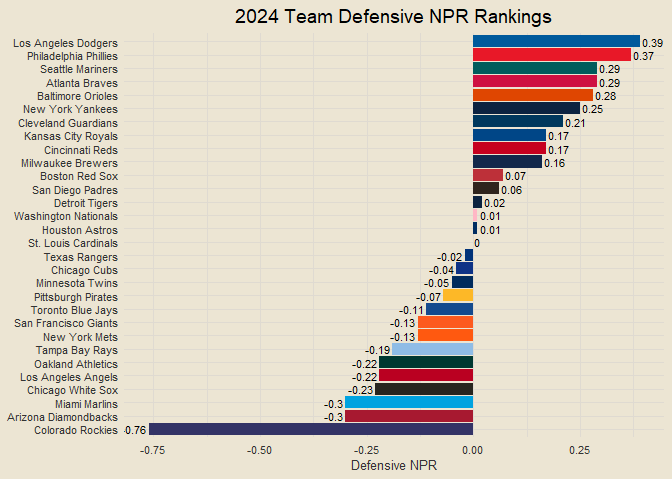 2024 Team Defensive NPR Rankings
Los Angeles Dodgers 0.39
Philadelphia Phillies 0.37
Seattle Mariners 0.29
Atlanta Braves 0.29
Baltimore Orioles 0.28
New York Yankees 0.25
Cleveland Guardians 0.21
Kansas City Royals 0.17
Cincinnati Reds 0.17
Milwaukee Brewers 0.16
Boston Red Sox 0.07
San Diego Padres 0.06
Detroit Tigers 0.02
Washington Nationals 0.01
Houston Astros 0.01
St. Louis Cardinals 0
Texas Rangers -0.02
Chicago Cubs -0.04
Minnesota Twins -0.05
Pittsburgh Pirates -0.07
Toronto Blue Jays -0.11
San Francisco Giants -0.13
New York Mets -0.13
Tampa Bay Rays -0.19
Oakland Athletics -0.22
Los Angeles Angels -0.22
Chicago White Sox -0.23
Miami Marlins -0.3
Arizona Diamondbacks -0.3
Colorado Rockies -0.76
-0.75 -0.50 -0.25 0.00 0.25
Defensive NPR